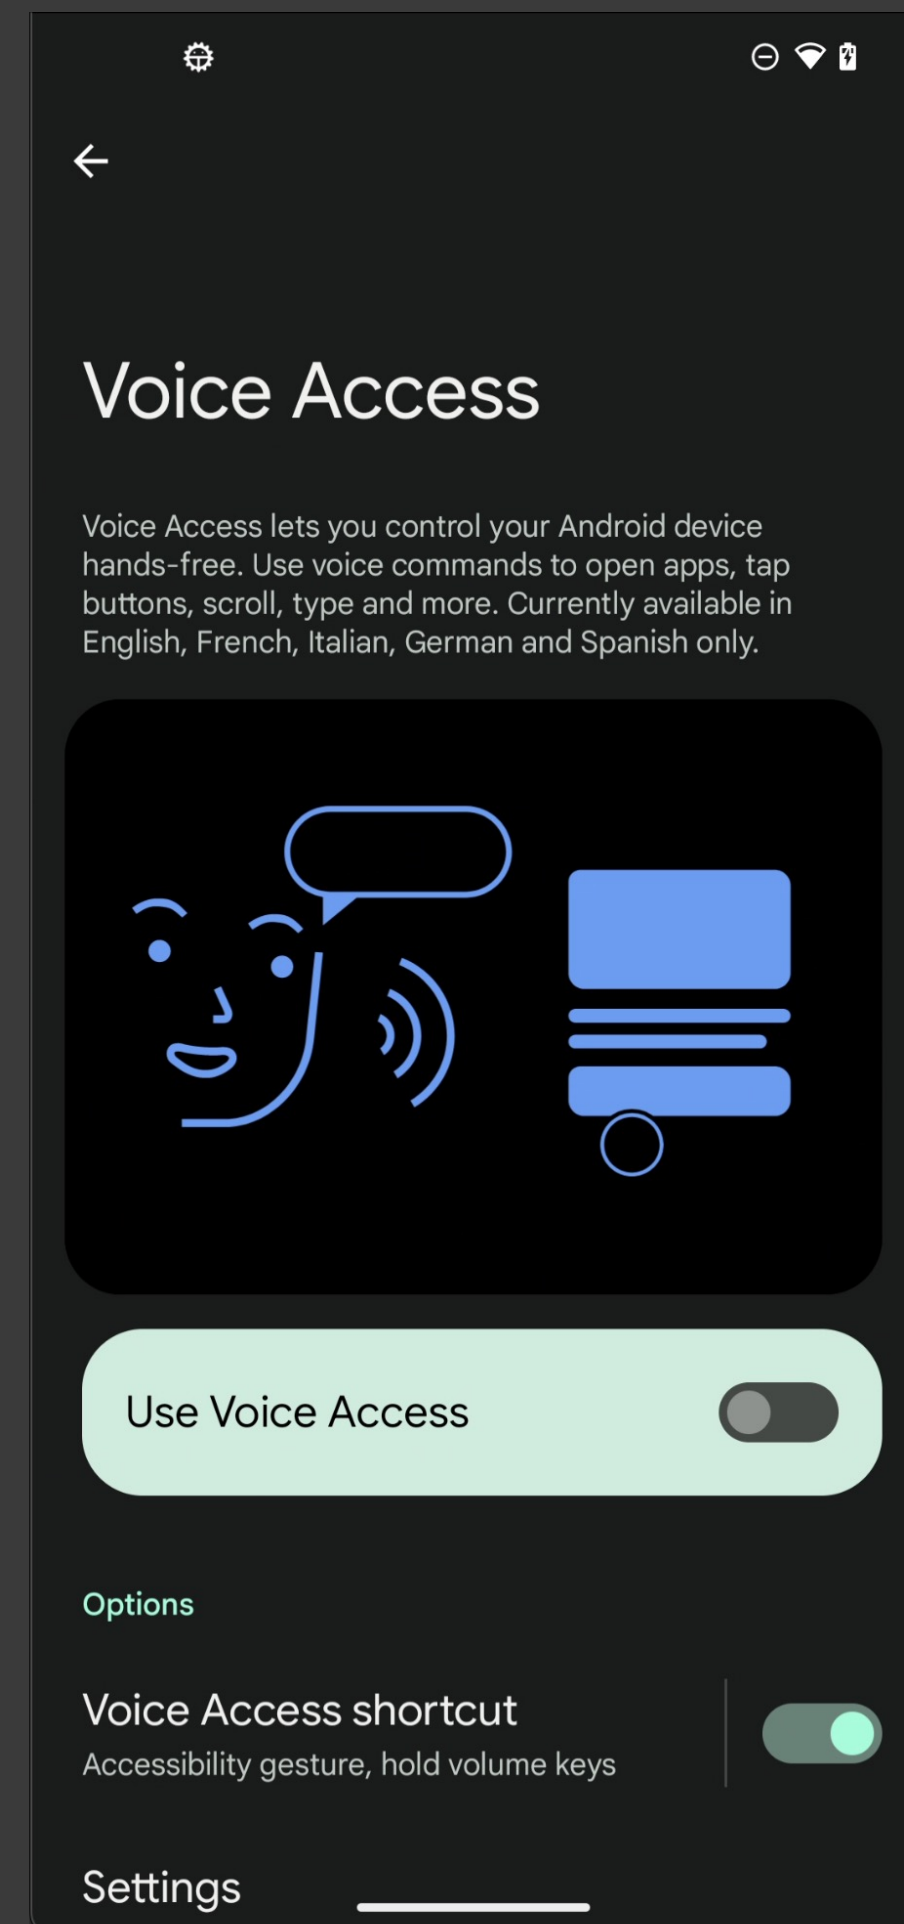 Voice Access
Voice Access lets you control your Android device
hands-free. Use voice commands to open apps, tap
buttons, scroll, type and more. Currently available in
English, French, Italian, German and Spanish only.
Use Voice Access
Options
Voice Access shortcut
Accessibility gesture, hold volume keys
Settings